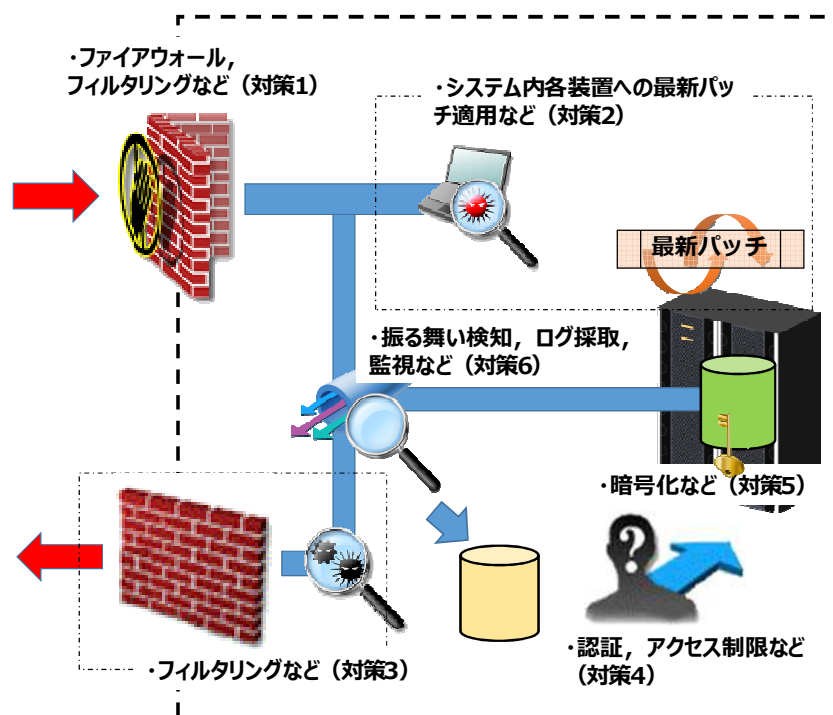 ・ファイアウォール，
フィルタリングなど（対策1）
・システム内各装置への最新パッ
チ適用など（対策2）
最新パッチ
・振る舞い検知，ログ採取，
監視など（対策6）
・暗号化など（対策5）
?
・認証，アクセス制限など
（対策4）
・フィルタリングなど（対策3）